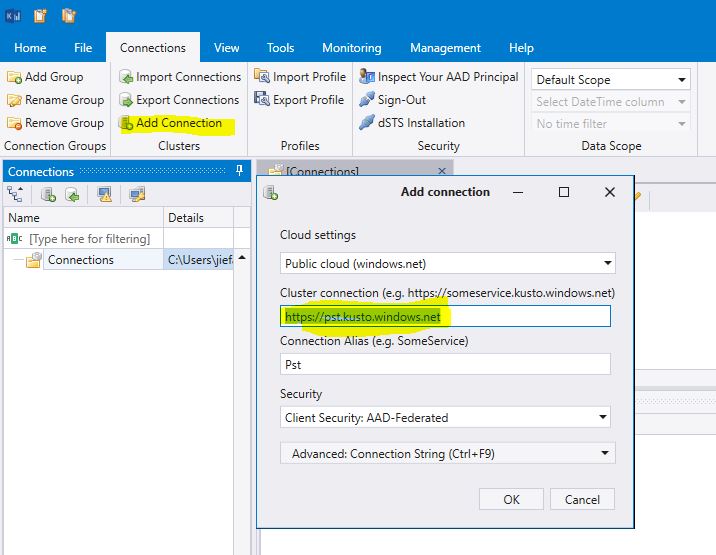 Home File Connections View Tools Monitoring Management Help
Add Group Import Connections Import Profile Inspect Your AAD Principal Default Scope
Rename Group Export Connections Export Profile Sign-Out Select DateTime column
Remove Group Add Connection dSTS Installation No time filter
Connection Groups Clusters Profiles Security Data Scope
Connections
[Connections]
Add connection
Name Details
[Type here for filtering]
Connections C:\Users\jiefa
Cloud settings
Public cloud (windows.net)
Cluster connection (e.g. https://someservice.kusto.windows.net)
https://pst.kusto.windows.net
Connection Alias (e.g. SomeService)
Pst
Security
Client Security: AAD-Federated
Advanced: Connection String (Ctrl+F9)
OK Cancel